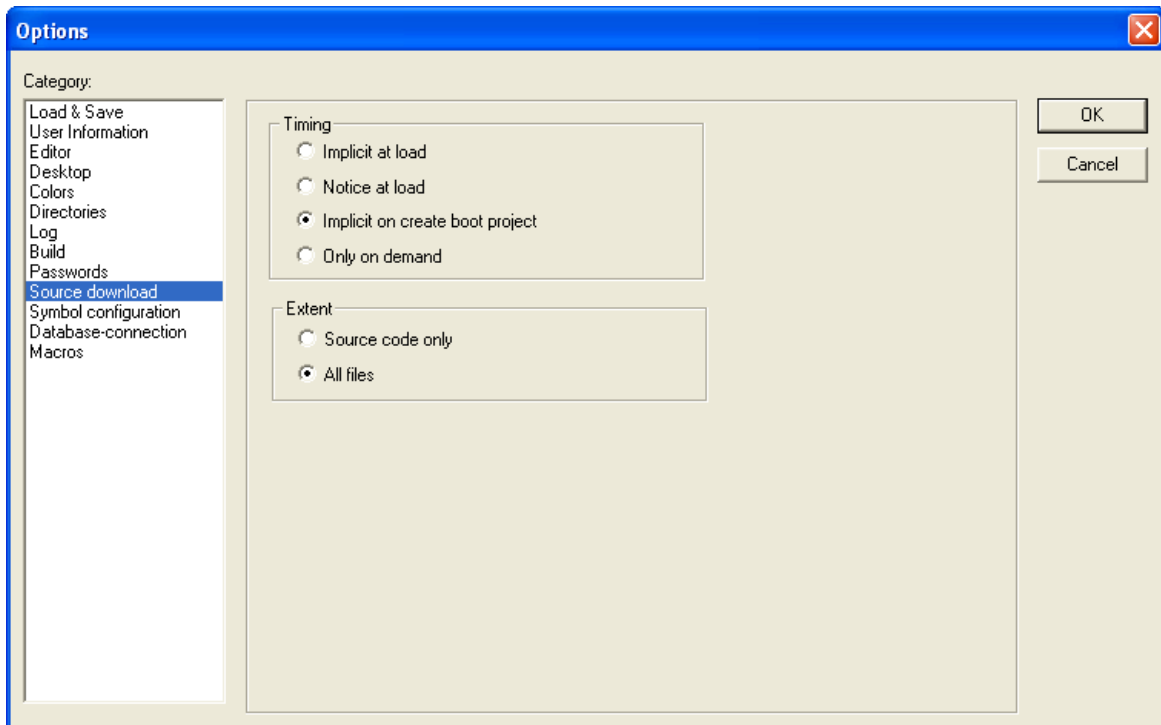 Options
Category:
Load & Save
User Information
Editor
Desktop
Colors
Directories
Log
Build
Passwords
Source download
Symbol configuration
Database-connection
Macros
Timing
Implicit at load
Notice at load
Implicit on create boot project
Only on demand
Extent
Source code only
All files
OK
Cancel